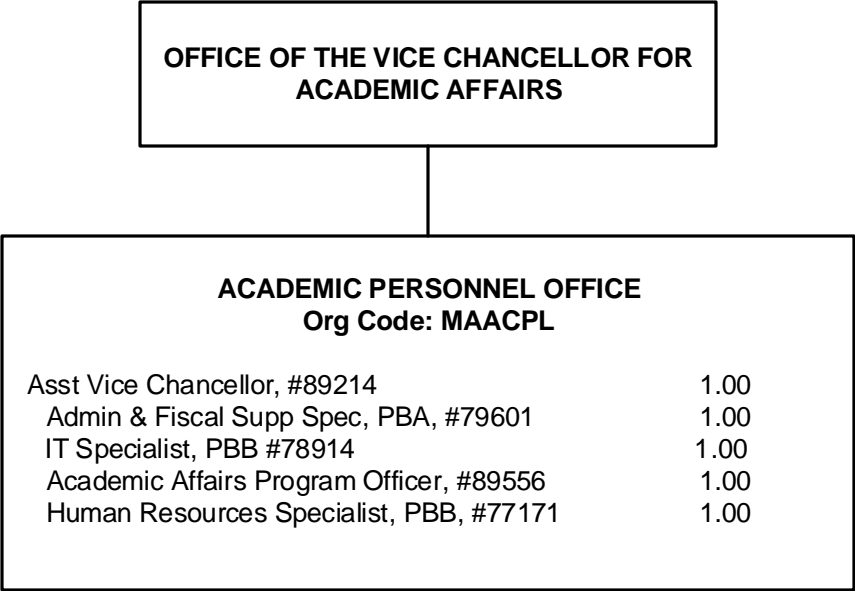 OFFICE OF THE VICE CHANCELLOR FOR
ACADEMIC AFFAIRS
ACADEMIC PERSONNEL OFFICE
Org Code: MAACPL
Asst Vice Chancellor, #89214 1.00
Admin & Fiscal Supp Spec, PBA, #79601 1.00
IT Specialist, PBB #78914 1.00
Academic Affairs Program Officer, #89556 1.00
Human Resources Specialist, PBB, #77171 1.00